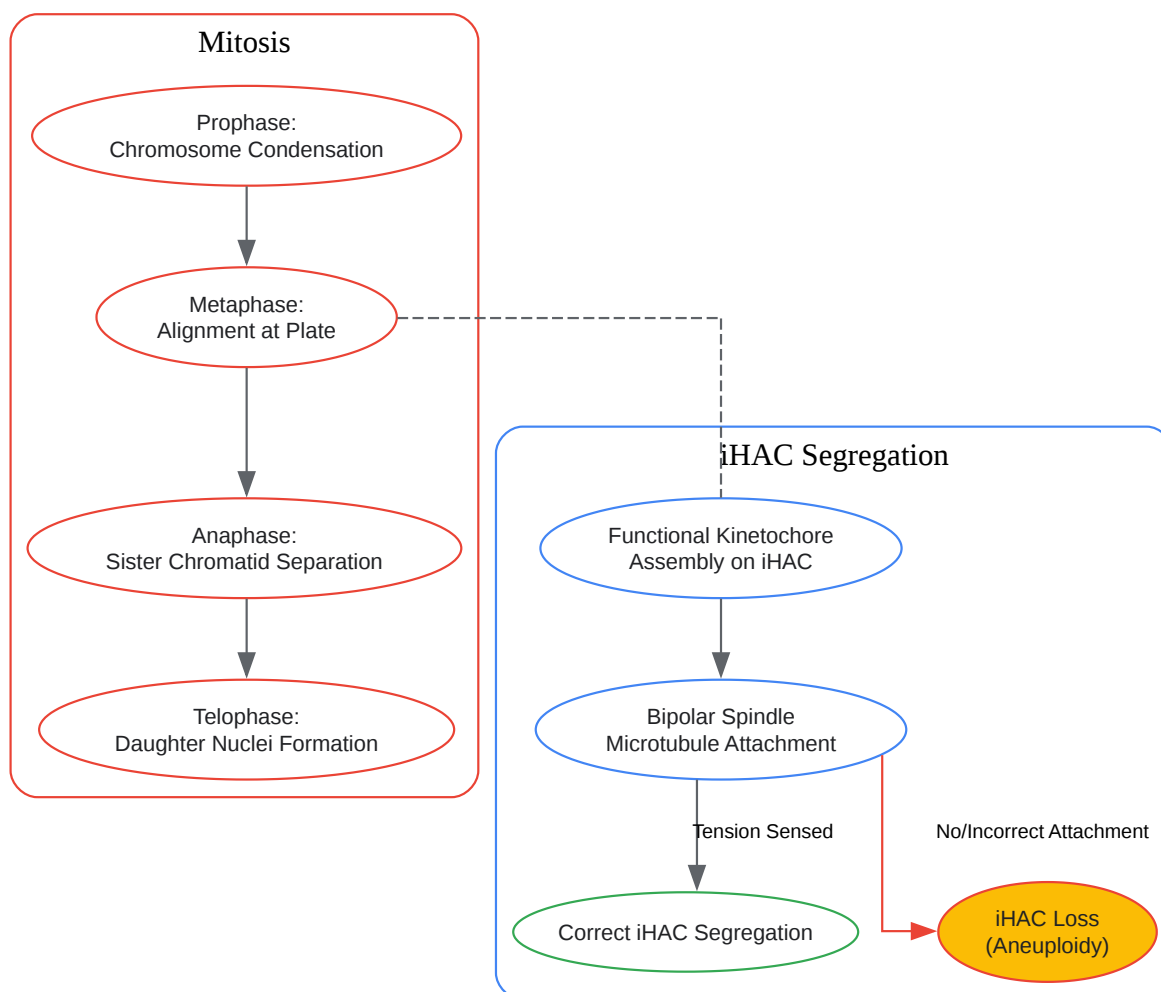 Mitosis
Prophase:
Chromosome Condensation
Metaphase:
Alignment at Plate
Anaphase:
Sister Chromatid Separation
Telophase:
Daughter Nuclei Formation
iHAC Segregation
Functional Kinetochore
Assembly on iHAC
Bipolar Spindle
Microtubule Attachment
Tension Sensed
No/Incorrect Attachment
Correct iHAC Segregation
iHAC Loss
(Aneuploidy)